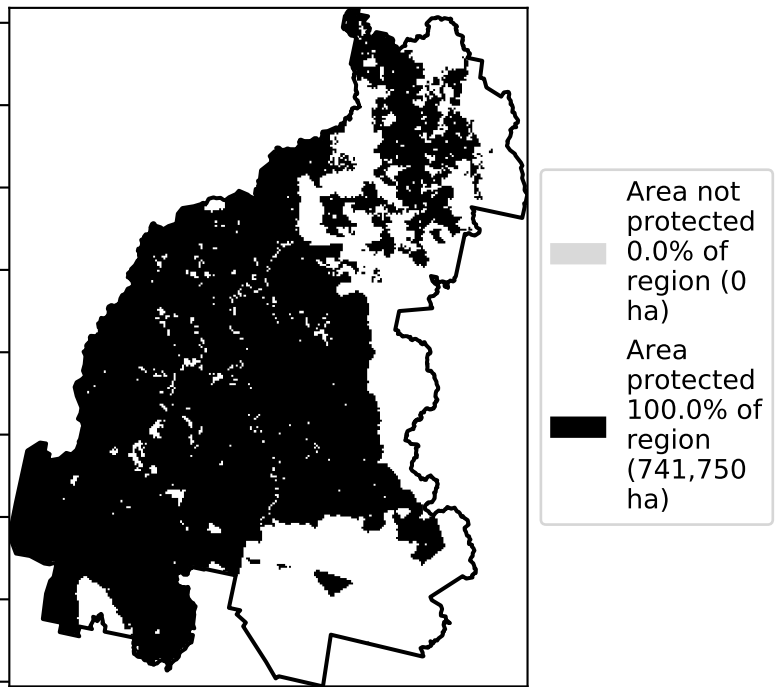 Area not
protected
0.0% of
region (0
ha)
Area
protected
100.0% of
region
(741,750
ha)